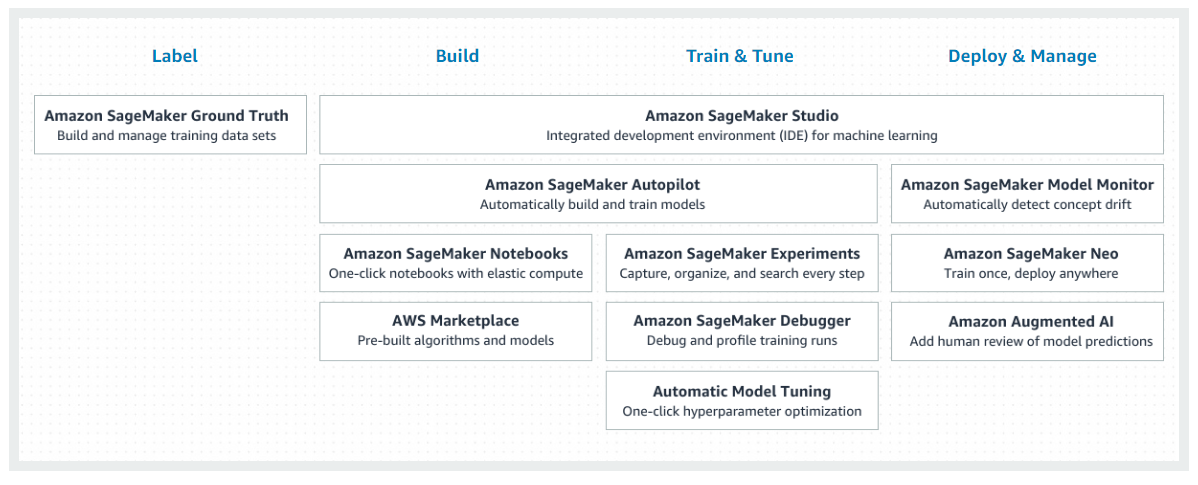 Label
Build
Train & Tune
Deploy & Manage
Amazon SageMaker Ground Truth
Build and manage training data sets
Amazon SageMaker Studio
Integrated development environment (IDE) for machine learning
Amazon SageMaker Autopilot
Automatically build and train models
Amazon SageMaker Model Monitor
Automatically detect concept drift
Amazon SageMaker Notebooks
One-click notebooks with elastic compute
Amazon SageMaker Experiments
Capture, organize, and search every step
Amazon SageMaker Neo
Train once, deploy anywhere
AWS Marketplace
Pre-built algorithms and models
Amazon SageMaker Debugger
Debug and profile training runs
Amazon Augmented AI
Add human review of model predictions
Automatic Model Tuning
One-click hyperparameter optimization